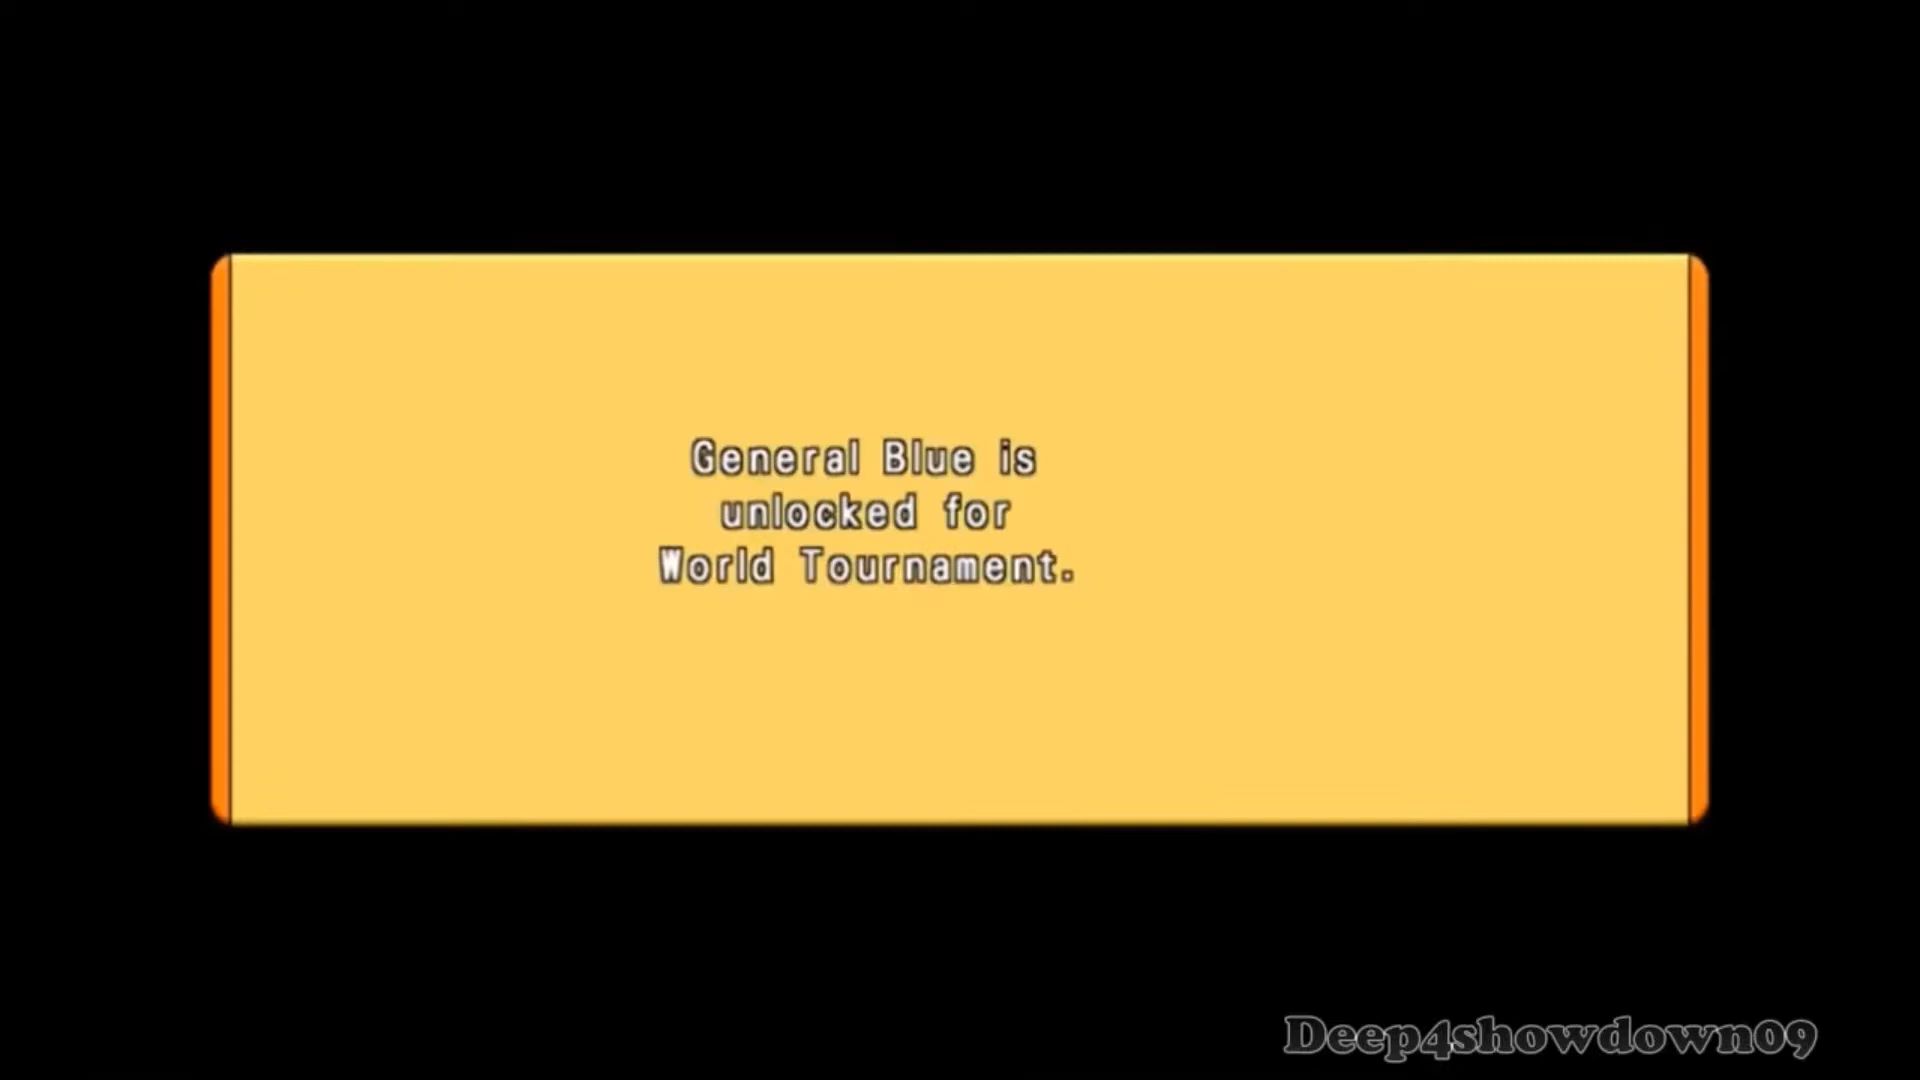 General Blue is
unlocked for
World Tournament.
Deep4showdown09